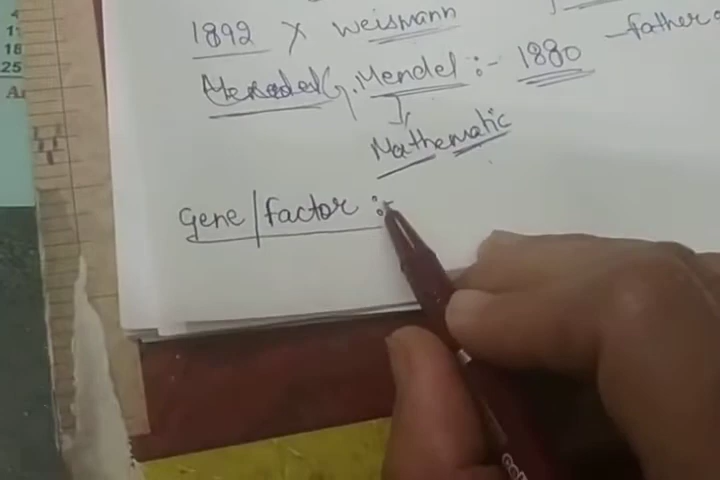 1892 X Weismann
G. Mendel :- 1880 - father
Mathematic
Gene | factor :-